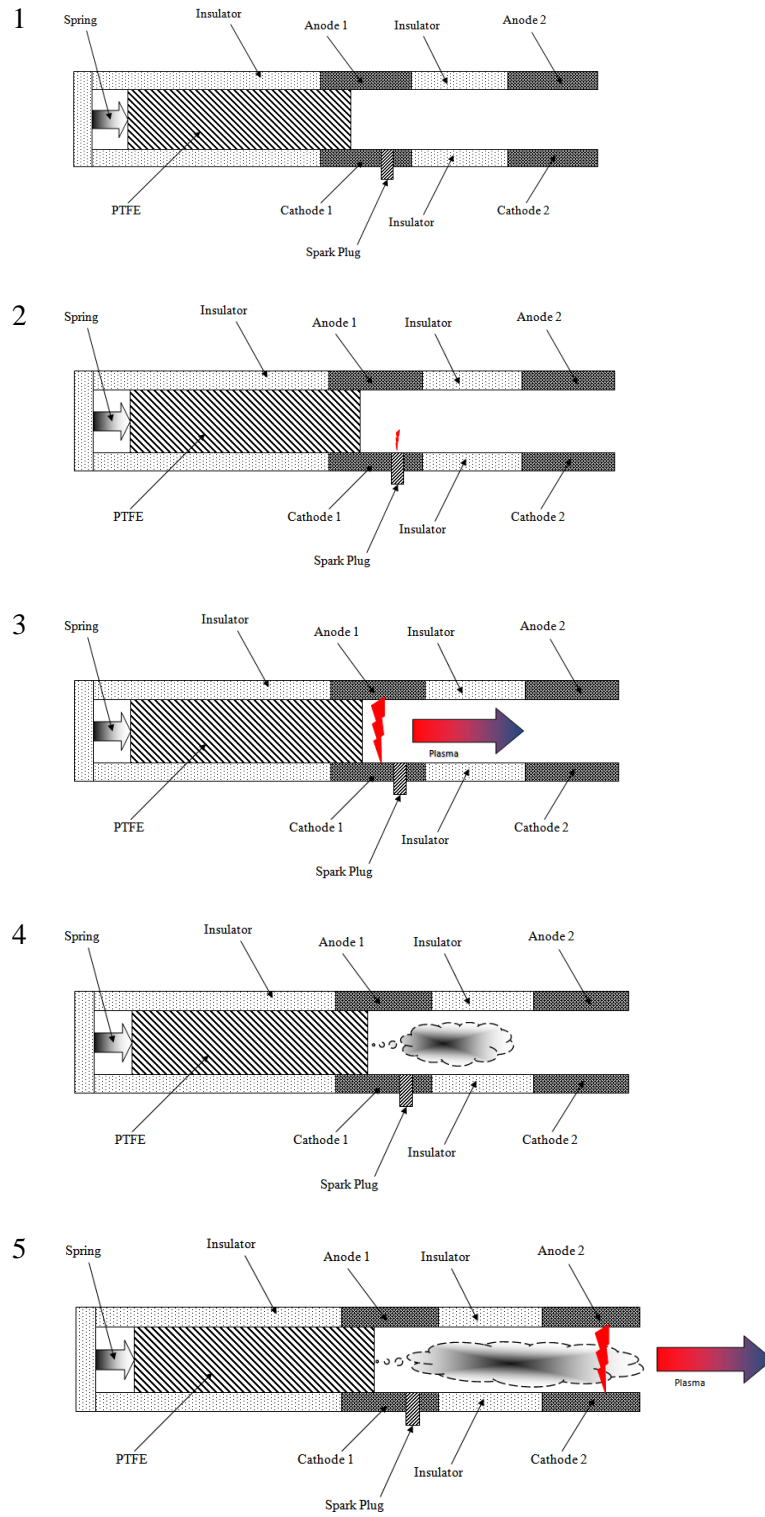 1
Spring
Insulator
Anode 1
Insulator
Anode 2
PTFE
Cathode 1
Insulator
Cathode 2
Spark Plug
2
Spring
Insulator
Anode 1
Insulator
Anode 2
PTFE
Cathode 1
Insulator
Cathode 2
Spark Plug
3
Spring
Insulator
Anode 1
Insulator
Anode 2
Plasma
PTFE
Cathode 1
Insulator
Cathode 2
Spark Plug
4
Spring
Insulator
Anode 1
Insulator
Anode 2
PTFE
Cathode 1
Insulator
Cathode 2
Spark Plug
5
Spring
Insulator
Anode 1
Insulator
Anode 2
Plasma
PTFE
Cathode 1
Insulator
Cathode 2
Spark Plug